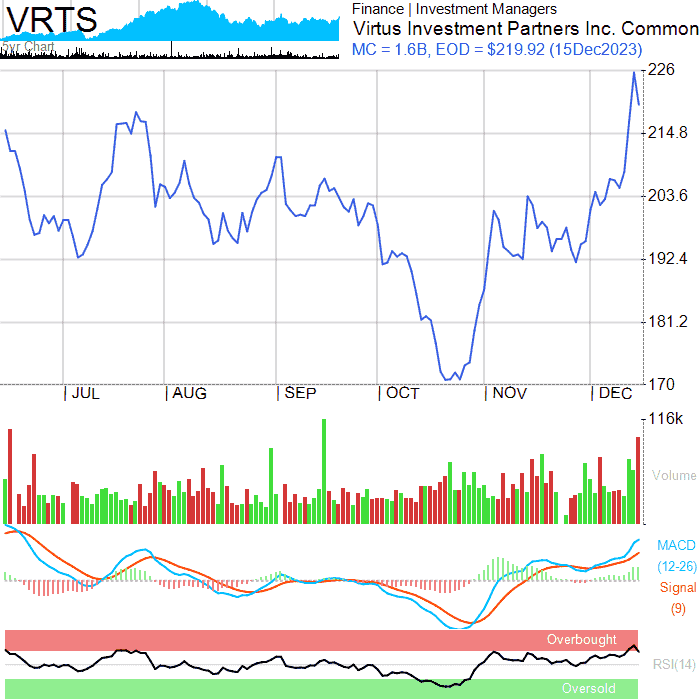 VRTS
5yr Chart
Finance | Investment Managers
Virtus Investment Partners Inc. Common
MC = 1.6B, EOD = $219.92 (15Dec2023)
226
214.8
203.6
192.4
181.2
170
| JUL | AUG | SEP | OCT | NOV | DEC
116k
Volume
MACD
(12-26)
Signal
(9)
Overbought
RSI(14)
Oversold